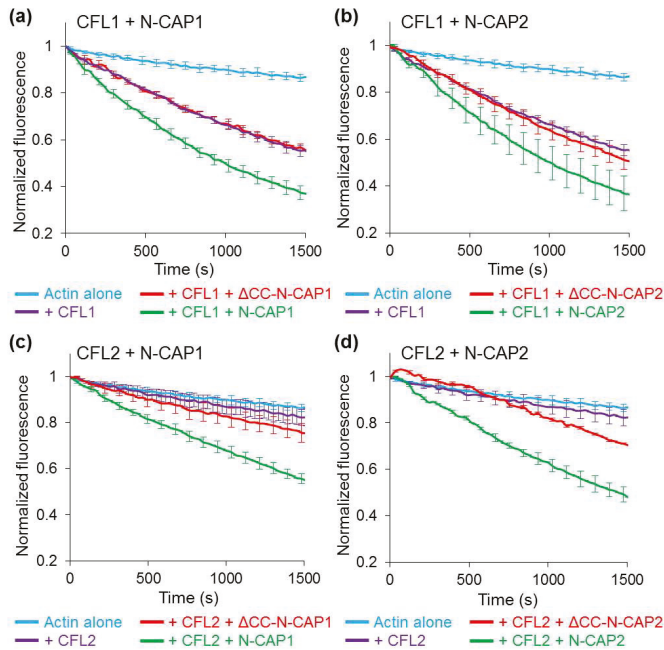 (a) CFL1 + N-CAP1
Normalized fluorescence
1
0.8
0.6
0.4
0.2
0 500 1000 1500
Time (s)
Actin alone
+ CFL1 + ΔCC-N-CAP1
+ CFL1
+ CFL1 + N-CAP1
(b) CFL1 + N-CAP2
Normalized fluorescence
1
0.8
0.6
0.4
0.2
0 500 1000 1500
Time (s)
Actin alone
+ CFL1 + ΔCC-N-CAP2
+ CFL1
+ CFL1 + N-CAP2
(c) CFL2 + N-CAP1
Normalized fluorescence
1
0.8
0.6
0.4
0.2
0 500 1000 1500
Time (s)
Actin alone
+ CFL2 + ΔCC-N-CAP1
+ CFL2
+ CFL2 + N-CAP1
(d) CFL2 + N-CAP2
Normalized fluorescence
1
0.8
0.6
0.4
0.2
0 500 1000 1500
Time (s)
Actin alone
+ CFL2 + ΔCC-N-CAP2
+ CFL2
+ CFL2 + N-CAP2